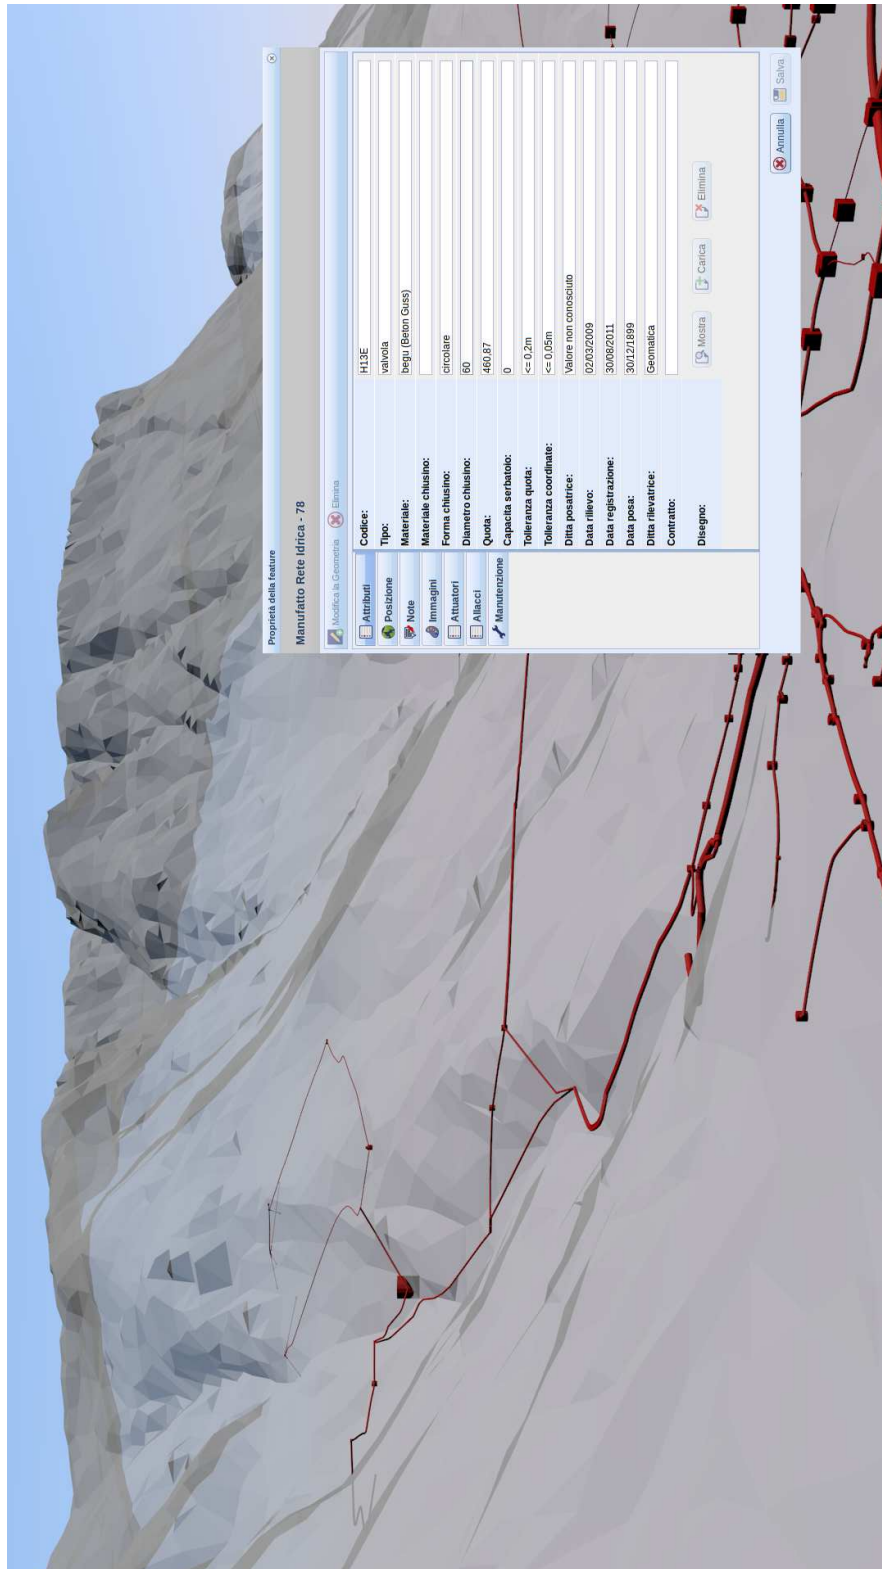 Proprietà della feature
Manufatto Rete Idrica - 78
Modifica la Geometria Elimina
Attributi
Posizione
Note
Immagini
Attuatori
Allacci
Manutenzione
Codice: H13E
Tipo: valvola
Materiale: begu (Beton Guss)
Materiale chiusino:
Forma chiusino: circolare
Diametro chiusino: 60
Quota: 460.87
Capacita serbatoio: 0
Tolleranza quota: <= 0,2m
Tolleranza coordinate: <= 0,05m
Ditta posatrice: Valore non conosciuto
Data rilievo: 02/03/2009
Data registrazione: 30/08/2011
Data posa: 30/12/1899
Ditta rilevatrice: Geomatica
Contratto:
Disegno: Mostra Carica Elimina
Annulla Salva